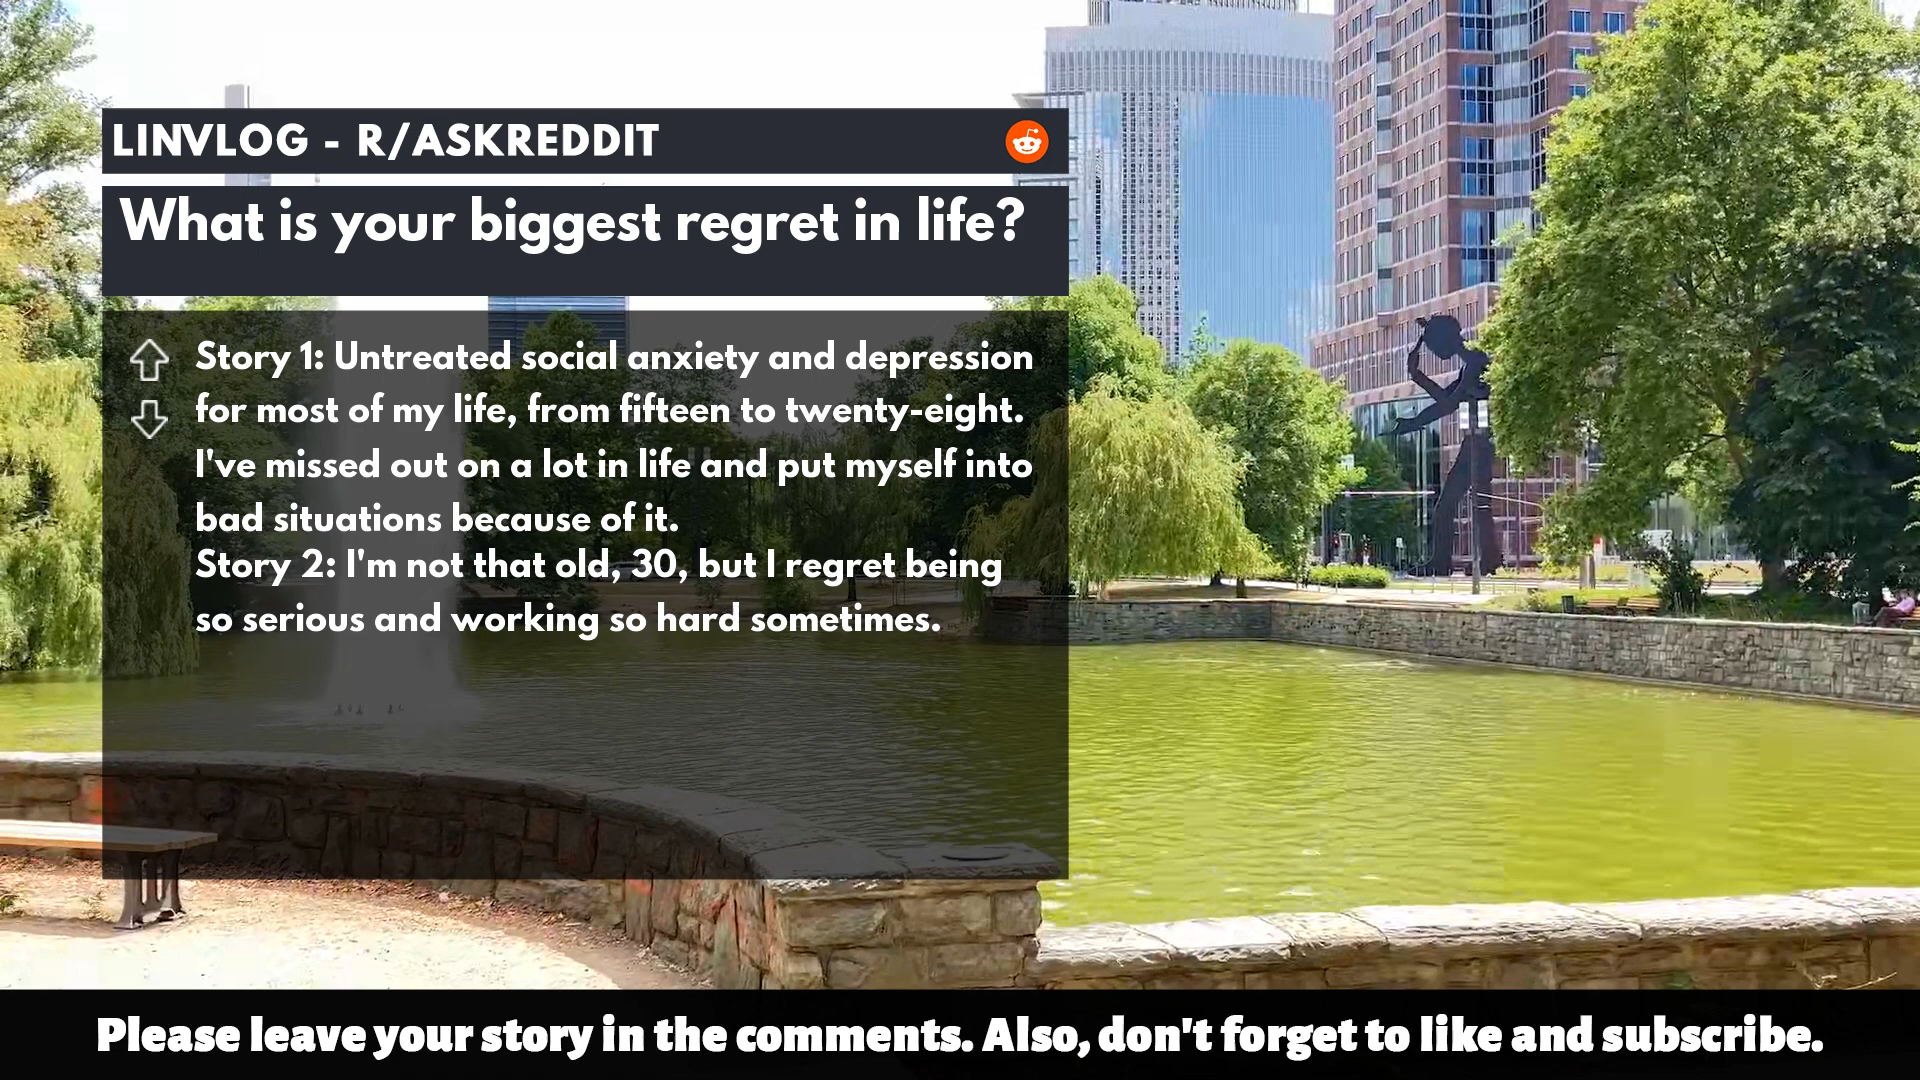 LINVLOG - R/ASKREDDIT
What is your biggest regret in life?
Story 1: Untreated social anxiety and depression
for most of my life, from fifteen to twenty-eight.
I've missed out on a lot in life and put myself into
bad situations because of it.
Story 2: I'm not that old, 30, but I regret being
so serious and working so hard sometimes.
Please leave your story in the comments. Also, don't forget to like and subscribe.